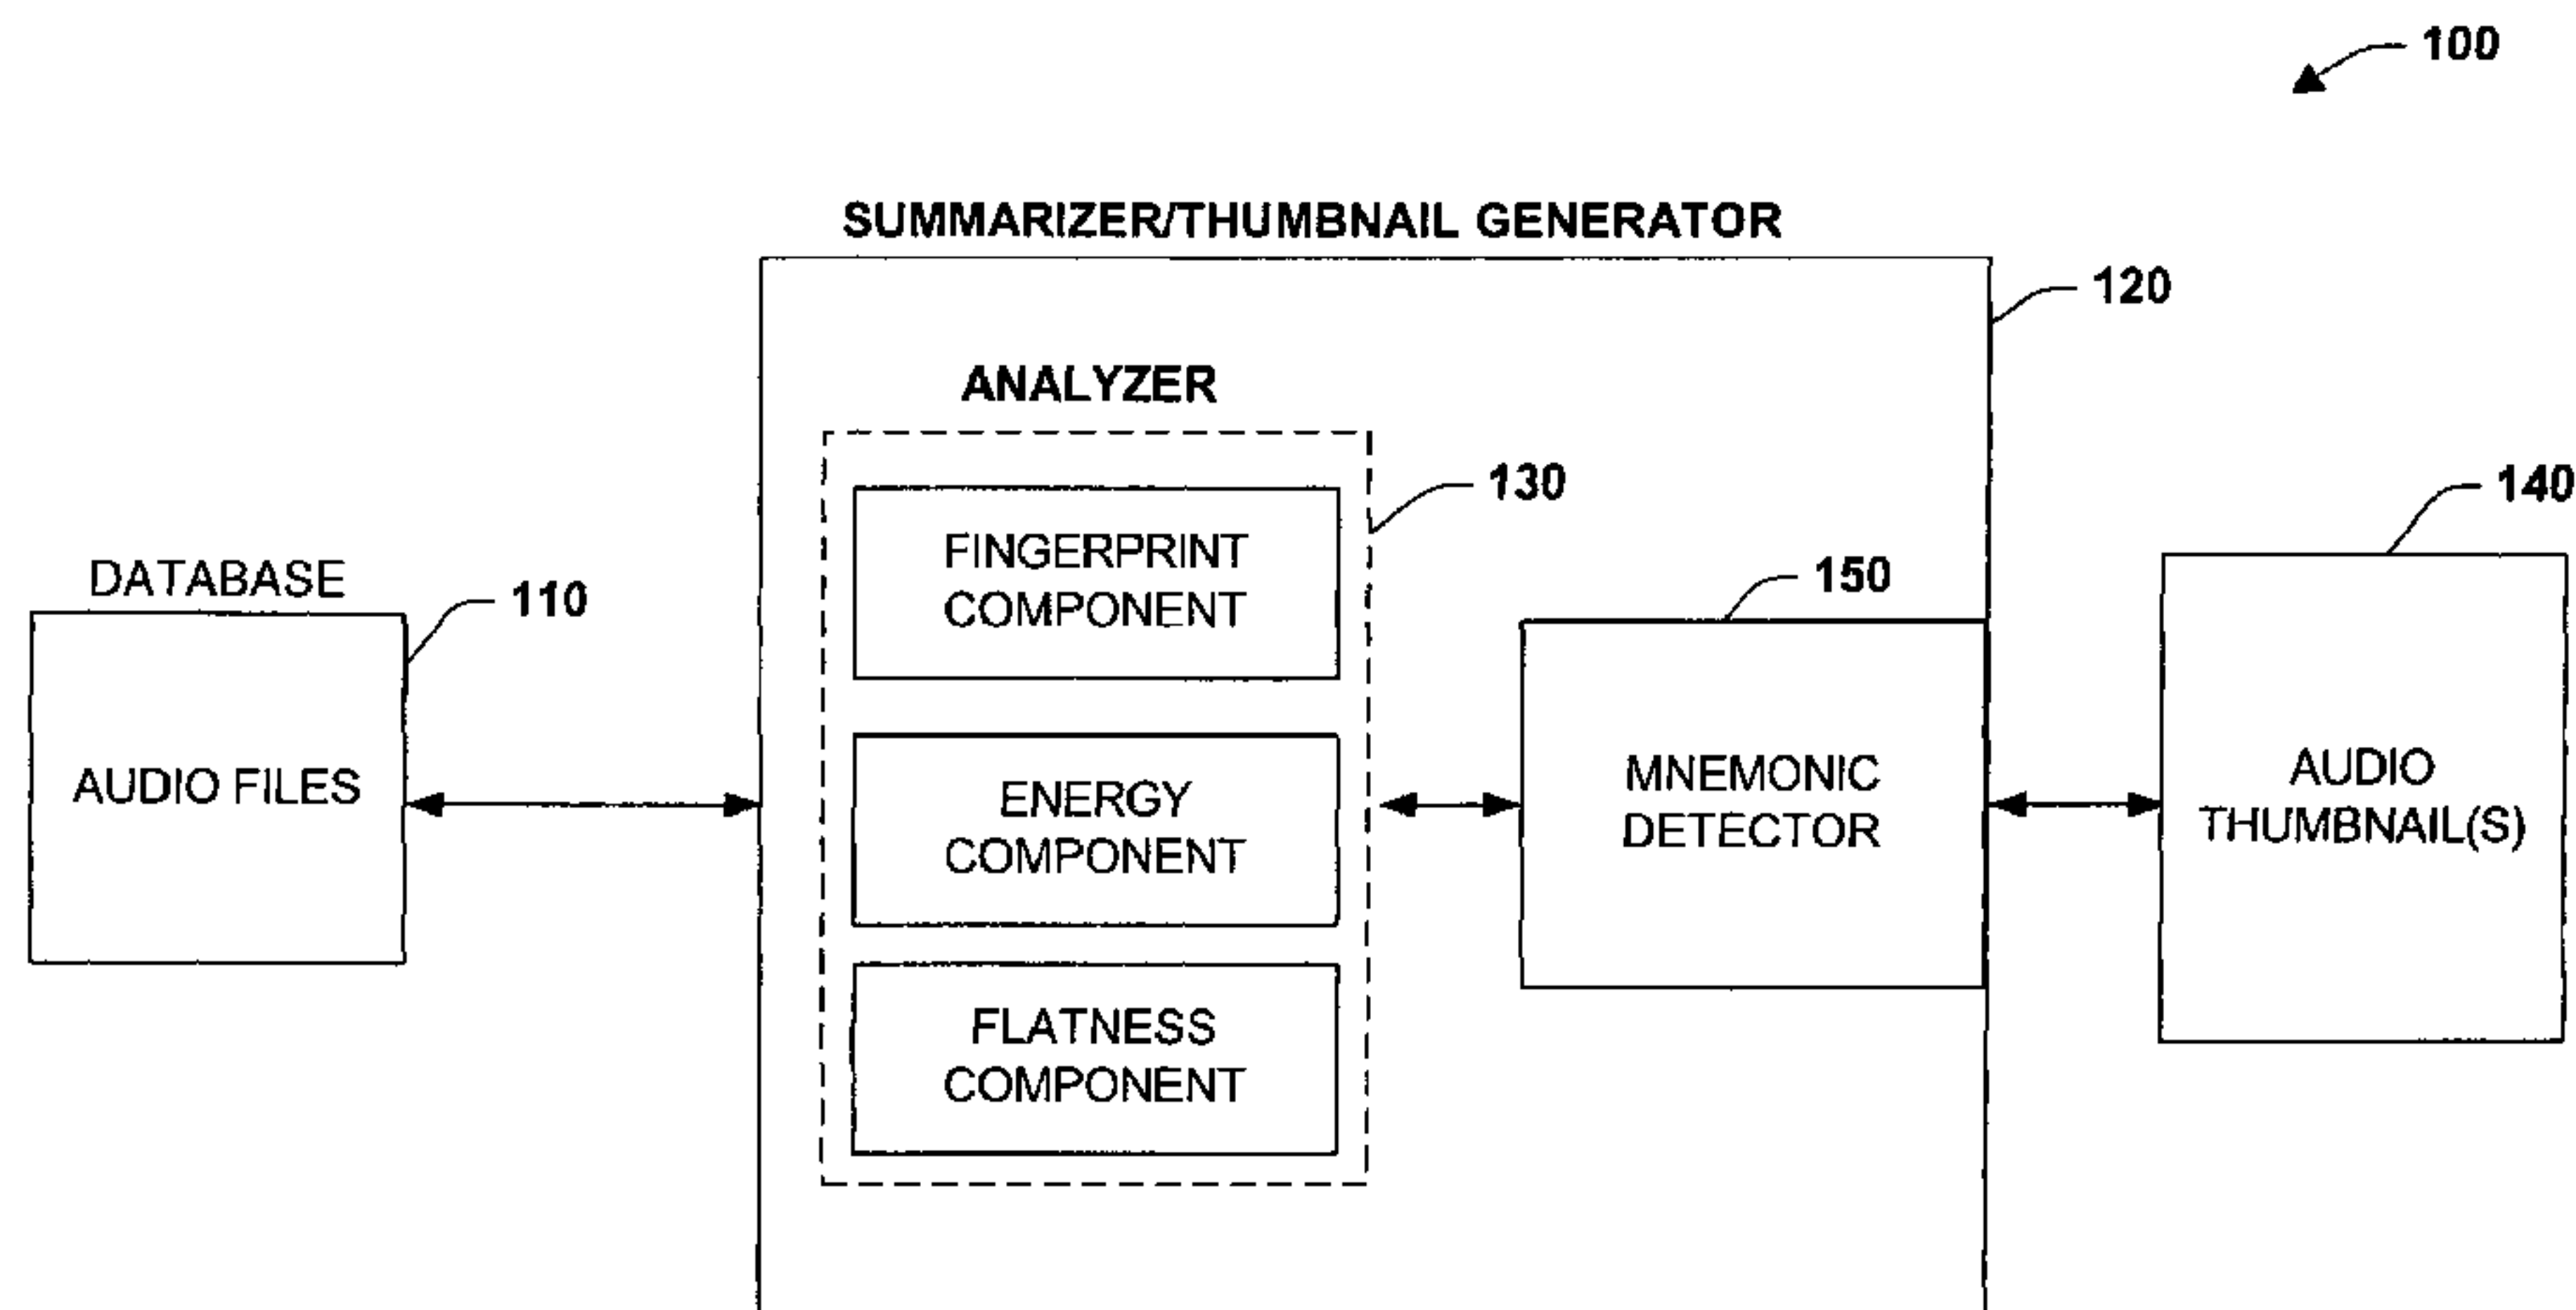 100
SUMMARIZER/THUMBNAIL GENERATOR
120
ANALYZER
130
140
FINGERPRINT
COMPONENT
DATABASE
110
150
AUDIO FILES
ENERGY
COMPONENT
MNEMONIC
DETECTOR
AUDIO
THUMBNAIL(S)
FLATNESS
COMPONENT